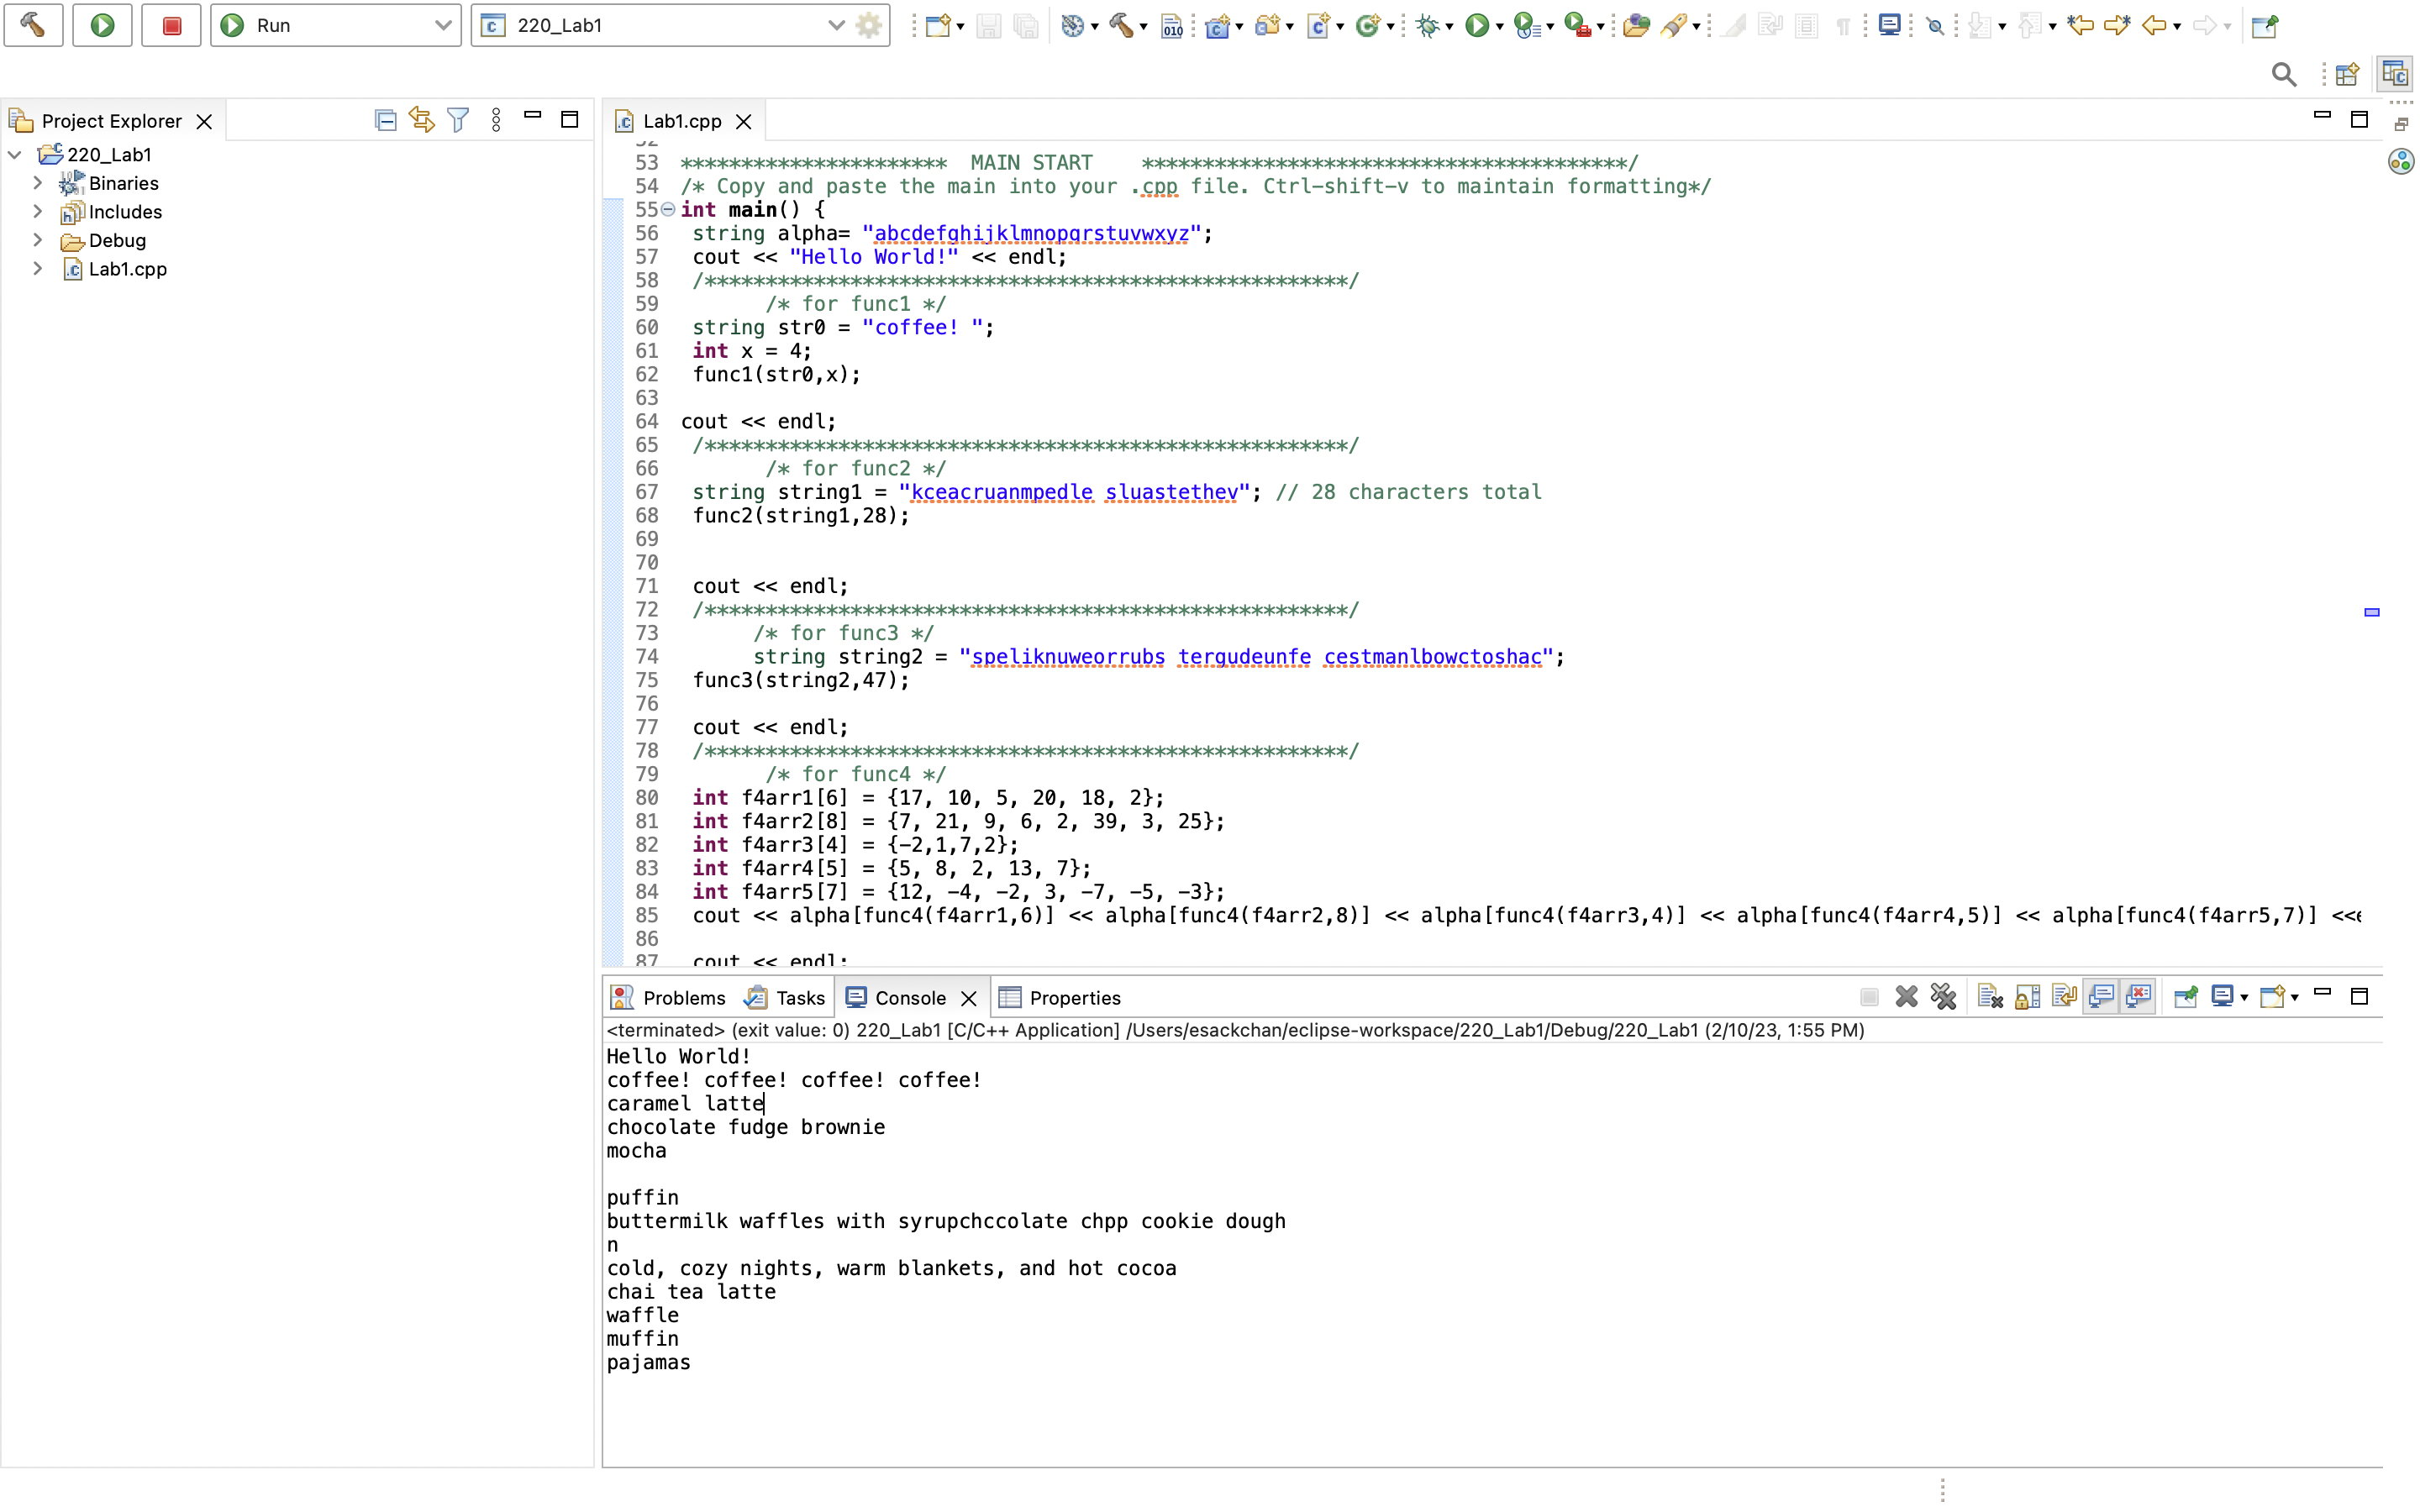 Run
220_Lab1
Project Explorer
220_Lab1
Binaries
Includes
Debug
Lab1.cpp
Lab1.cpp
53 ********************** MAIN START ****************************************/
54 /* Copy and paste the main into your .cpp file. Ctrl-shift-v to maintain formatting*/
55 int main() {
56 string alpha= "abcdefghijklmnopqrstuvwxyz";
57 cout << "Hello World!" << endl;
58 /*****************************************************/
59 /* for func1 */
60 string str0 = "coffee! ";
61 int x = 4;
62 func1(str0,x);
63
64 cout << endl;
65 /*****************************************************/
66 /* for func2 */
67 string string1 = "kceacruanmpedle sluastethev"; // 28 characters total
68 func2(string1,28);
69
70
71 cout << endl;
72 /*****************************************************/
73 /* for func3 */
74 string string2 = "speliknuweorrubs tergudeunfe cestmanlbowctoshac";
75 func3(string2,47);
76
77 cout << endl;
78 /*****************************************************/
79 /* for func4 */
80 int f4arr1[6] = {17, 10, 5, 20, 18, 2};
81 int f4arr2[8] = {7, 21, 9, 6, 2, 39, 3, 25};
82 int f4arr3[4] = {-2,1,7,2};
83 int f4arr4[5] = {5, 8, 2, 13, 7};
84 int f4arr5[7] = {12, -4, -2, 3, -7, -5, -3};
85 cout << alpha[func4(f4arr1,6)] << alpha[func4(f4arr2,8)] << alpha[func4(f4arr3,4)] << alpha[func4(f4arr4,5)] << alpha[func4(f4arr5,7)] <<
86
87 cout << endl;
Problems Tasks Console Properties
<terminated> (exit value: 0) 220_Lab1 [C/C++ Application] /Users/esackchan/eclipse-workspace/220_Lab1/Debug/220_Lab1 (2/10/23, 1:55 PM)
Hello World!
coffee! coffee! coffee! coffee!
caramel latte
chocolate fudge brownie
mocha

puffin
buttermilk waffles with syrupchccolate chpp cookie dough
n
cold, cozy nights, warm blankets, and hot cocoa
chai tea latte
waffle
muffin
pajamas